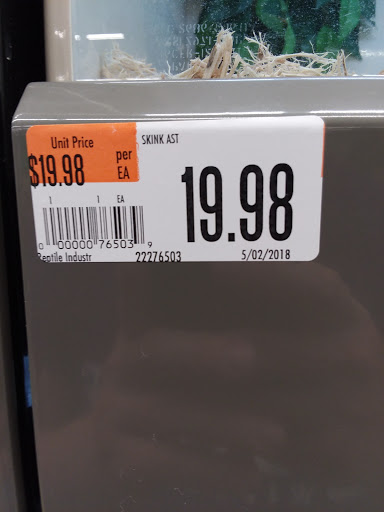 Unit Price
SKINK AST
$19.98 per EA
19.98
1 1 EA
0 00000 76503 9
Reptile Industr 22276503 5/02/2018